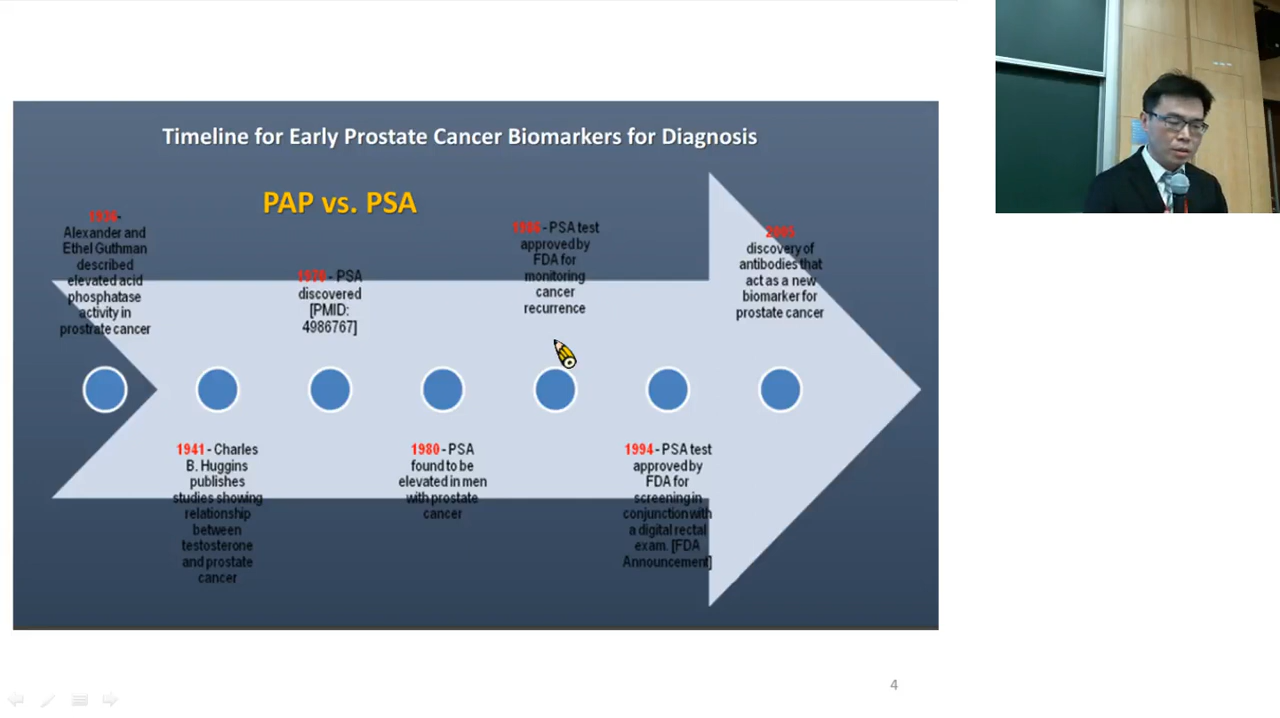 Timeline for Early Prostate Cancer Biomarkers for Diagnosis
PAP vs. PSA
Alexander and
Ethel Guthman
described
elevated acid
phosphatase
activity in
prostrate cancer
1941 - Charles
B. Huggins
publishes
studies showing
relationship
between
testosterone
and prostate
cancer
1970 - PSA
discovered
[PMID:
4986767]
1980 - PSA
found to be
elevated in men
with prostate
cancer
- PSA test
approved by
FDA for
monitoring
cancer
recurrence
1994 - PSA test
approved by
FDA for
screening in
conjunction with
a digital rectal
exam. [FDA
Announcement]
2005
discovery of
antibodies that
act as a new
biomarker for
prostate cancer
4